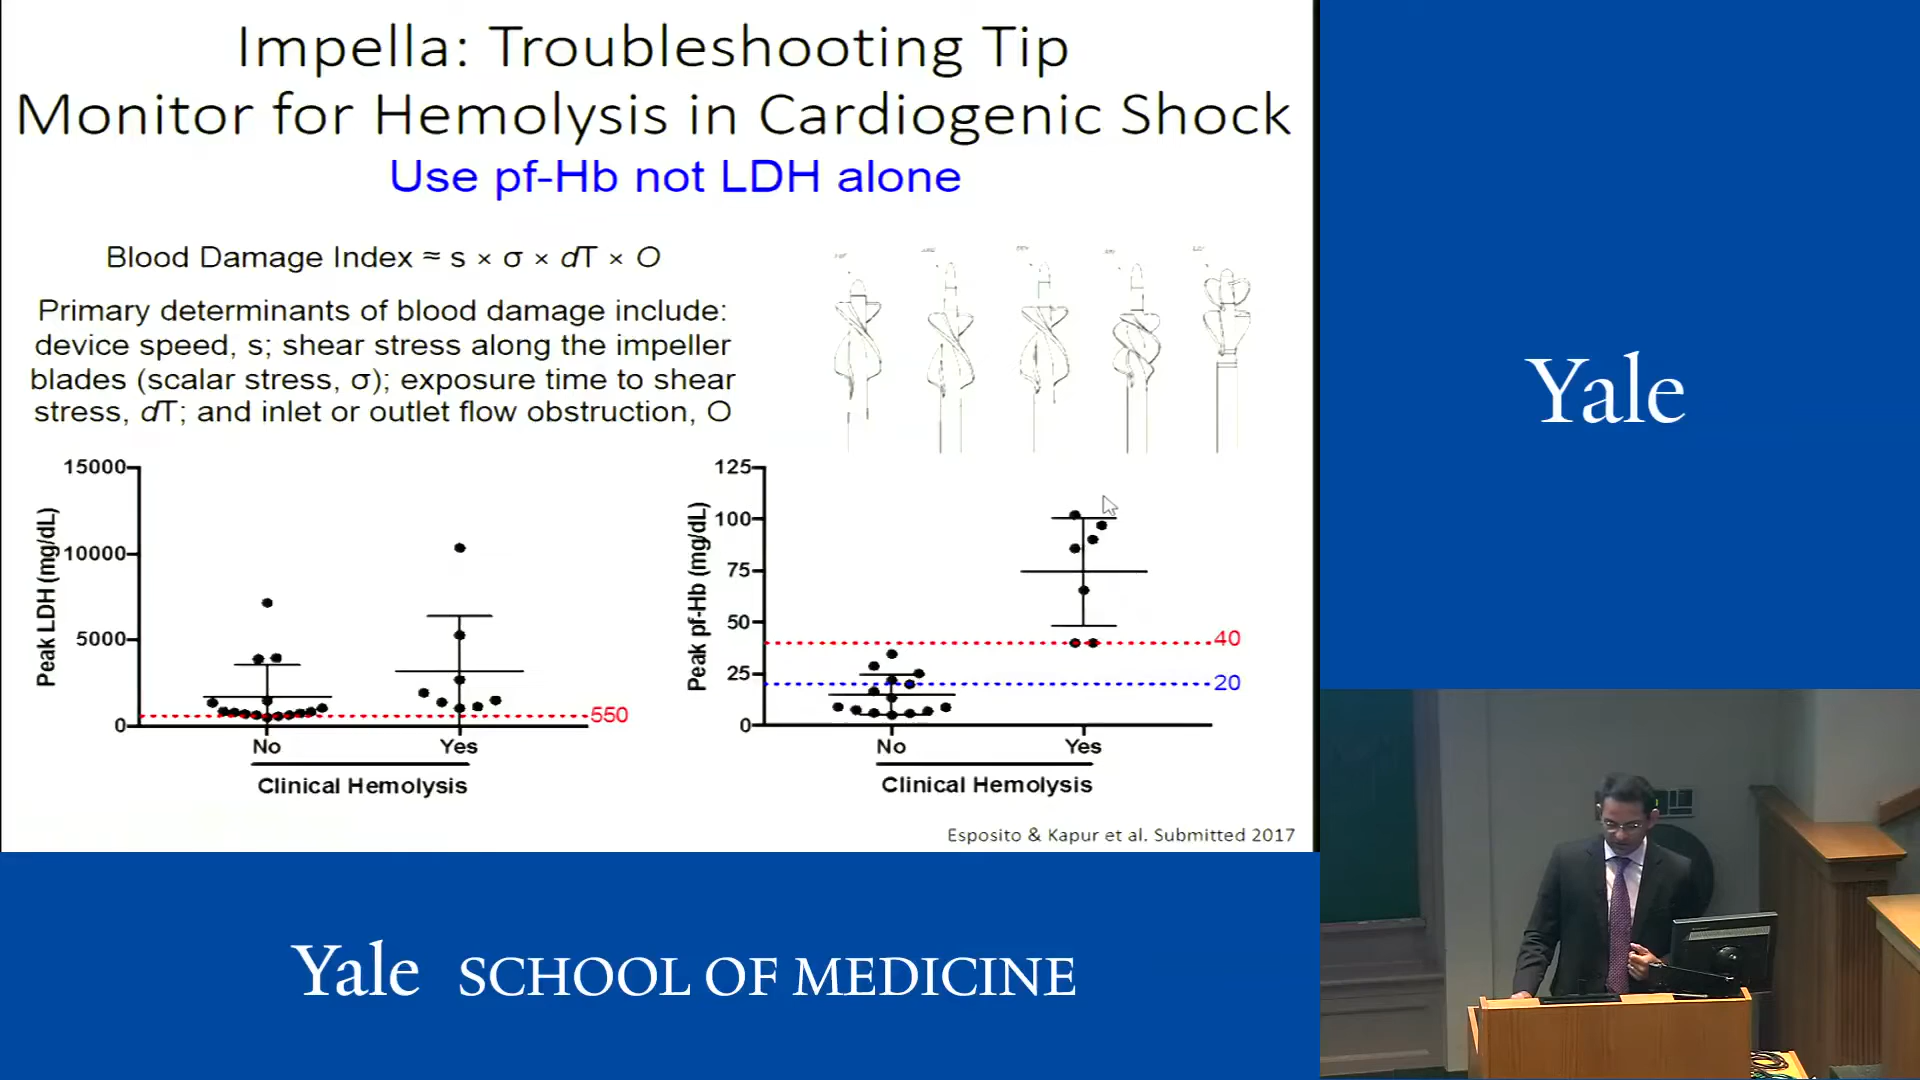 Impella: Troubleshooting Tip
Monitor for Hemolysis in Cardiogenic Shock
Use pf-Hb not LDH alone
Blood Damage Index ≈ s × σ × dT × O
Primary determinants of blood damage include:
device speed, s; shear stress along the impeller
blades (scalar stress, σ); exposure time to shear
stress, dT; and inlet or outlet flow obstruction, O
Peak LDH (mg/dL)
15000
10000
5000
0
550
No
Yes
Clinical Hemolysis
Peak pf-Hb (mg/dL)
125
100
75
50
25
0
40
20
No
Yes
Clinical Hemolysis
Esposito & Kapur et al. Submitted 2017
Yale
Yale SCHOOL OF MEDICINE